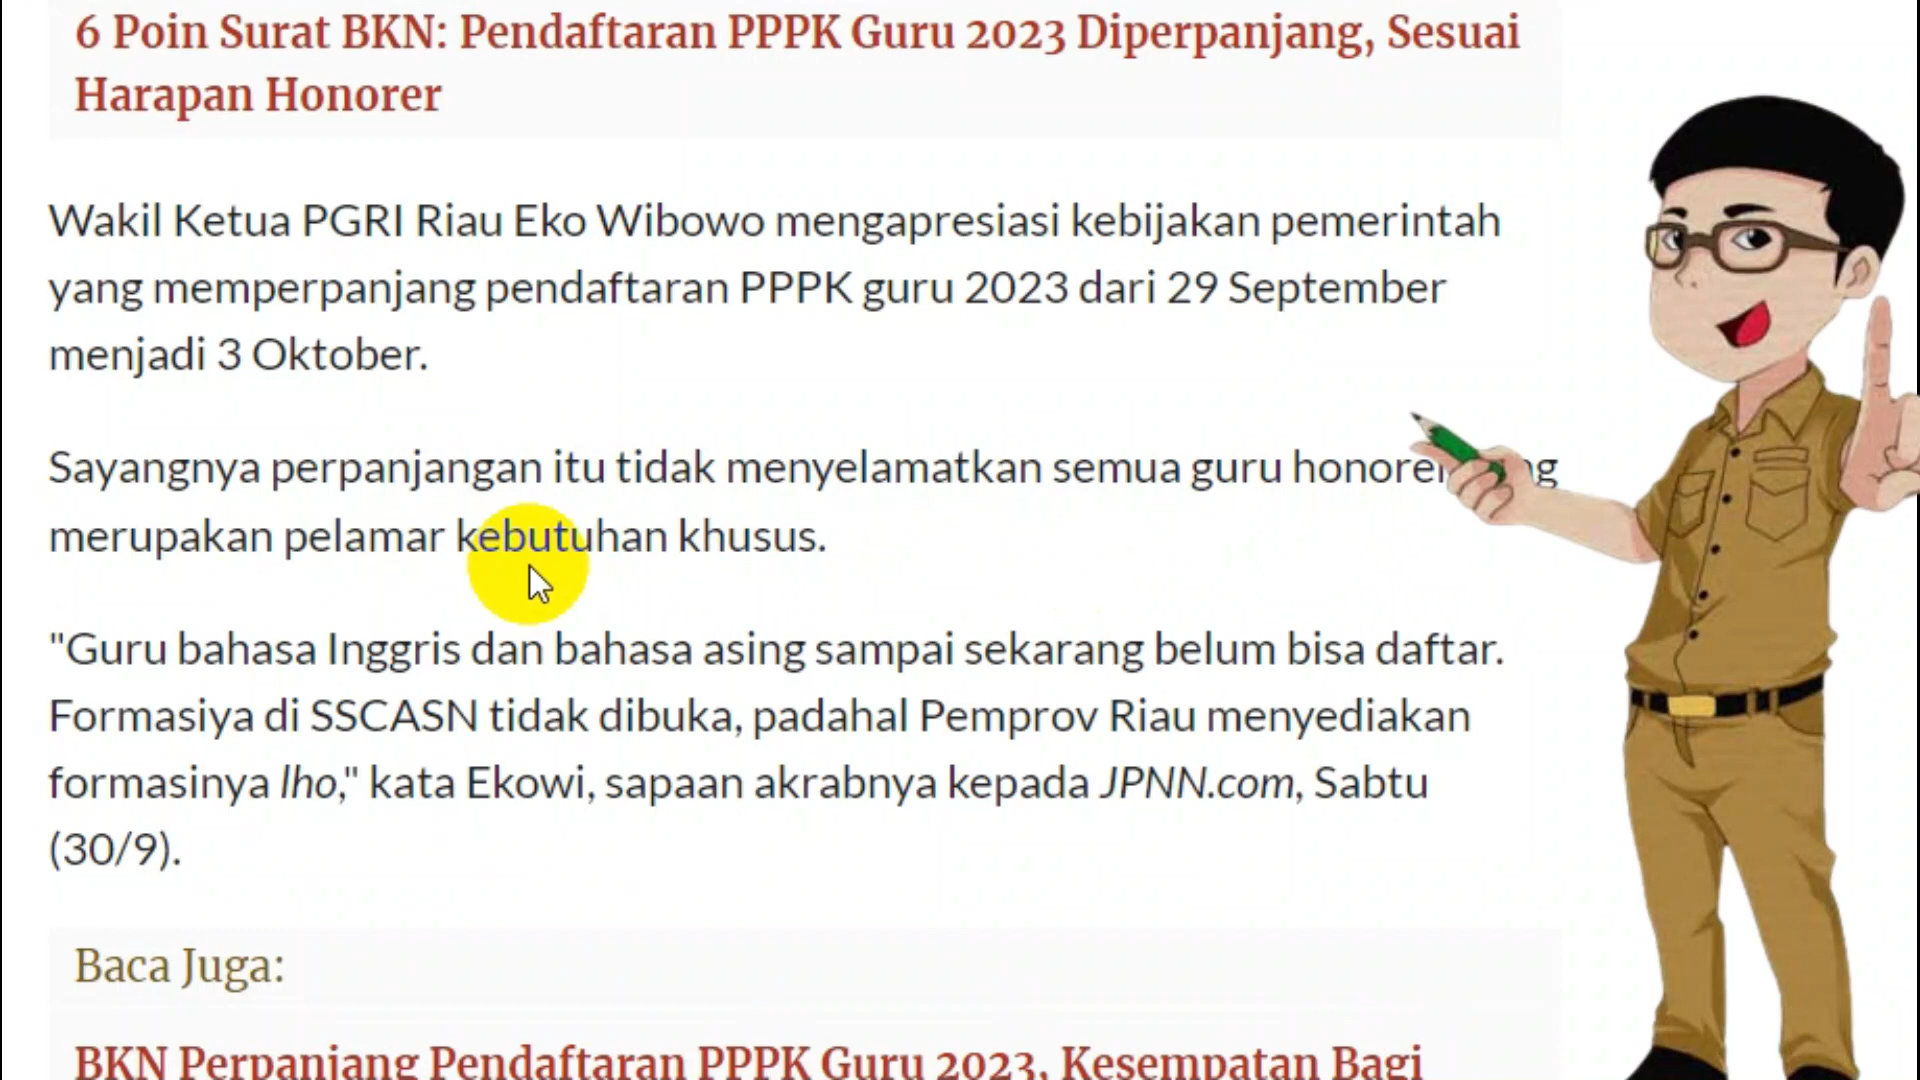 6 Poin Surat BKN: Pendaftaran PPPK Guru 2023 Diperpanjang, Sesuai
Harapan Honorer
Wakil Ketua PGRI Riau Eko Wibowo mengapresiasi kebijakan pemerintah
yang memperpanjang pendaftaran PPPK guru 2023 dari 29 September
menjadi 3 Oktober.
Sayangnya perpanjangan itu tidak menyelamatkan semua guru honorer
merupakan pelamar kebutuhan khusus.
"Guru bahasa Inggris dan bahasa asing sampai sekarang belum bisa daftar.
Formasiya di SSCASN tidak dibuka, padahal Pemprov Riau menyediakan
formasinya lho," kata Ekowi, sapaan akrabnya kepada JPNN.com, Sabtu
(30/9).
Baca Juga:
BKN Perpanjang Pendaftaran PPPK Guru 2023, Kesempatan Bagi